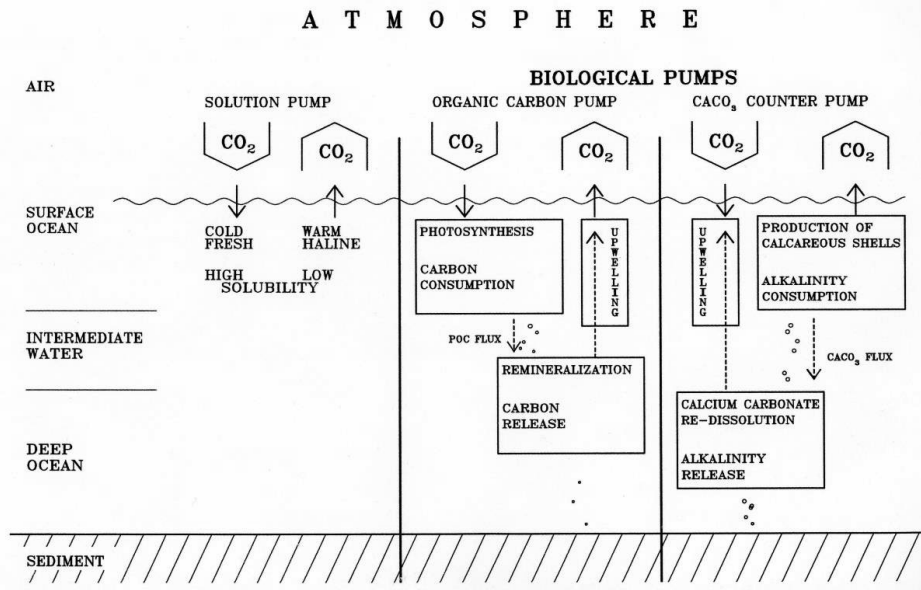 A T M O S P H E R E
AIR
BIOLOGICAL PUMPS
SOLUTION PUMP
ORGANIC CARBON PUMP
CACO₃ COUNTER PUMP
CO₂
CO₂
CO₂
CO₂
CO₂
CO₂
SURFACE
OCEAN
COLD
FRESH
WARM
HALINE
HIGH
LOW
SOLUBILITY
PHOTOSYNTHESIS
CARBON
CONSUMPTION
UPWELLING
UPWELLING
PRODUCTION OF
CALCAREOUS SHELLS
ALKALINITY
CONSUMPTION
INTERMEDIATE
WATER
POC FLUX
CACO₃ FLUX
REMINERALIZATION
CARBON
RELEASE
CALCIUM CARBONATE
RE-DISSOLUTION
ALKALINITY
RELEASE
DEEP
OCEAN
SEDIMENT